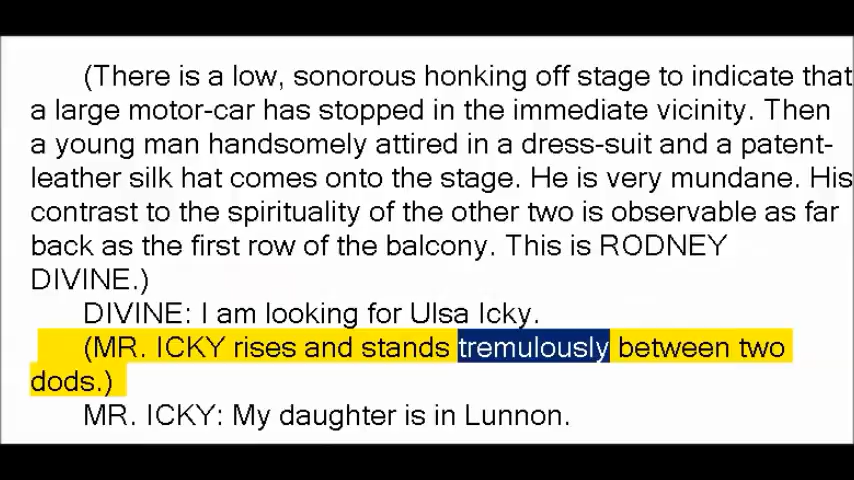 (There is a low, sonorous honking off stage to indicate that
a large motor-car has stopped in the immediate vicinity. Then
a young man handsomely attired in a dress-suit and a patent-
leather silk hat comes onto the stage. He is very mundane. His
contrast to the spirituality of the other two is observable as far
back as the first row of the balcony. This is RODNEY
DIVINE.)
DIVINE: I am looking for Ulsa Icky.
(MR. ICKY rises and stands tremulously between two
dods.)
MR. ICKY: My daughter is in Lunnon.